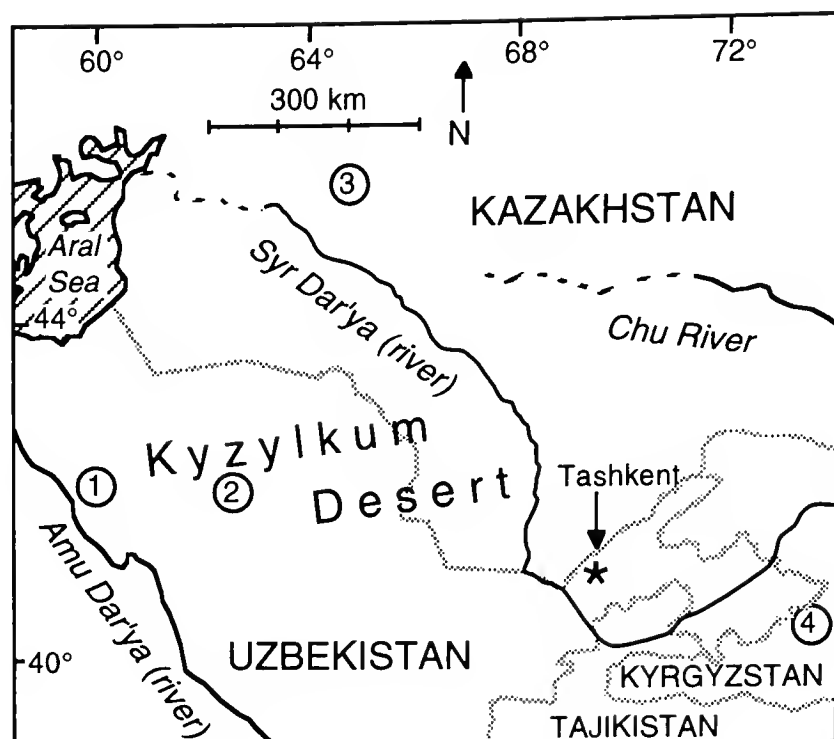 60°
64°
68°
72°
300 km
N
3
KAZAKHSTAN
Aral
Sea
44°
Syr Dar'ya (river)
Chu River
Kyzylkum
Desert
1
2
Tashkent
*
Amu Dar'ya (river)
4
40°
UZBEKISTAN
KYRGYZSTAN
TAJIKISTAN